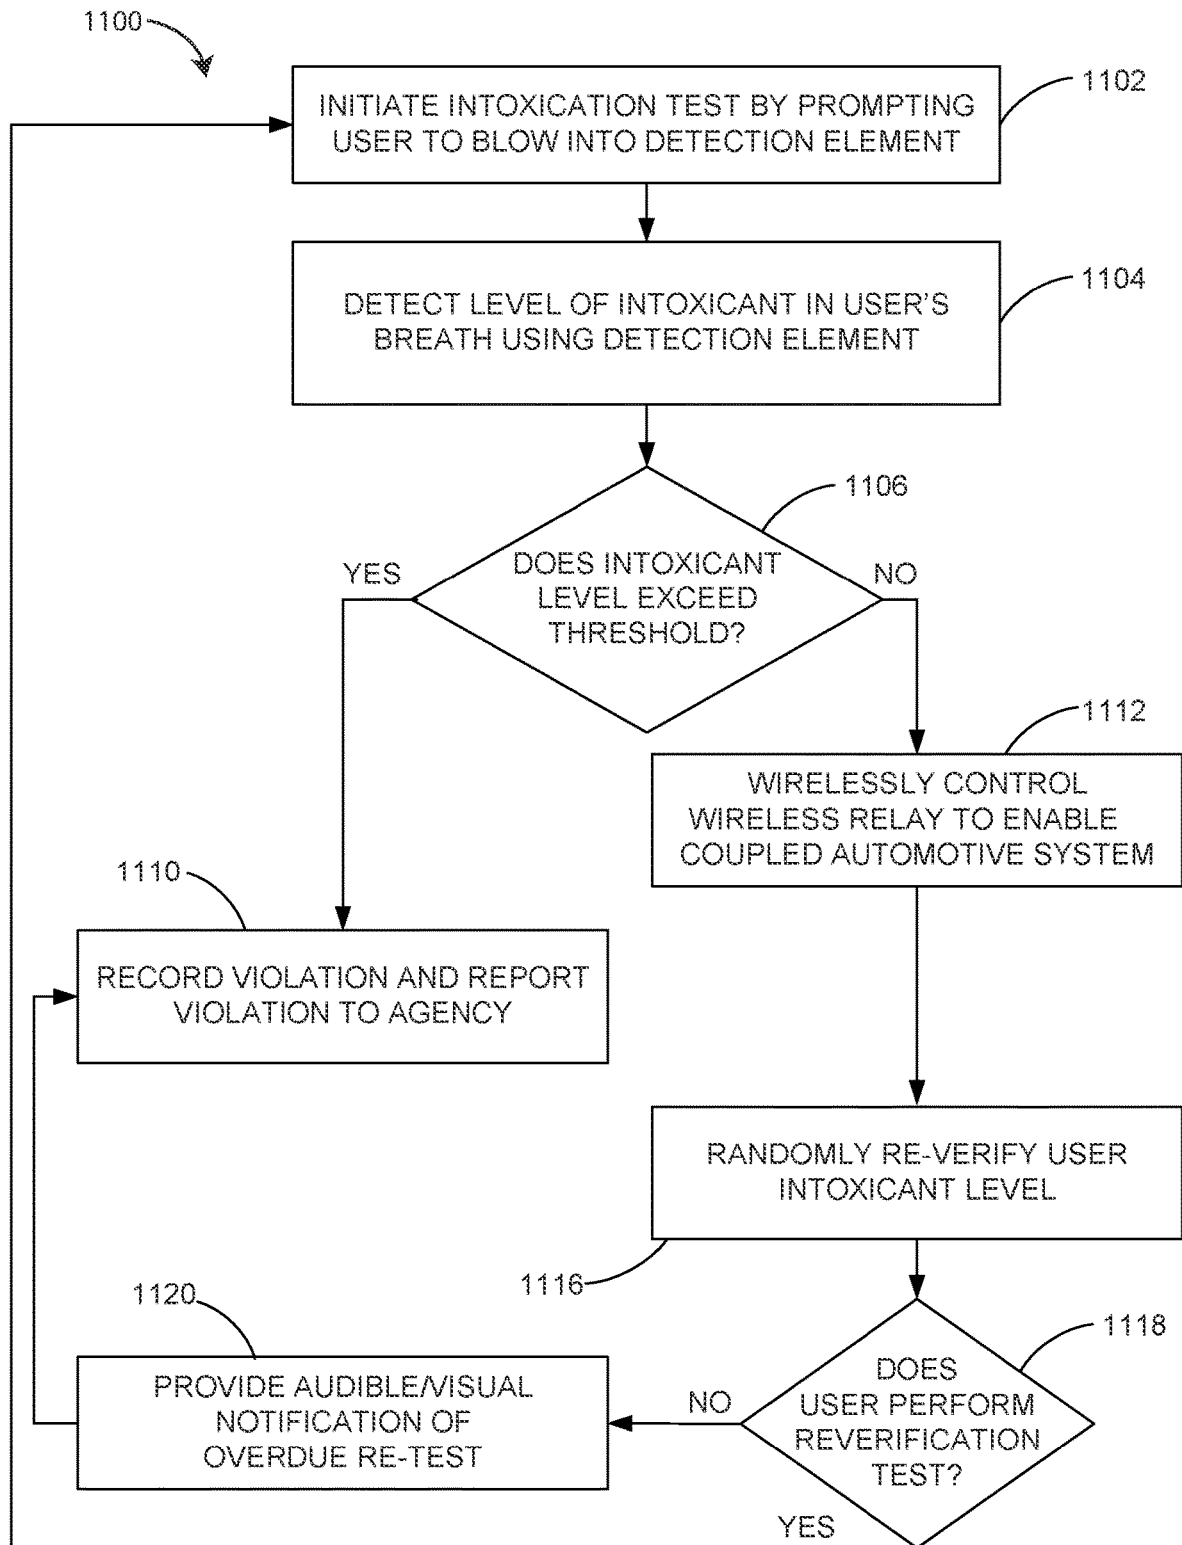 1100
1102
INITIATE INTOXICATION TEST BY PROMPTING
USER TO BLOW INTO DETECTION ELEMENT
1104
DETECT LEVEL OF INTOXICANT IN USER'S
BREATH USING DETECTION ELEMENT
1106
DOES INTOXICANT
LEVEL EXCEED
THRESHOLD?
YES
NO
1112
WIRELESSLY CONTROL
WIRELESS RELAY TO ENABLE
COUPLED AUTOMOTIVE SYSTEM
1110
RECORD VIOLATION AND REPORT
VIOLATION TO AGENCY
RANDOMLY RE-VERIFY USER
INTOXICANT LEVEL
1116
1118
DOES
USER PERFORM
REVERIFICATION
TEST?
NO
YES
1120
PROVIDE AUDIBLE/VISUAL
NOTIFICATION OF
OVERDUE RE-TEST